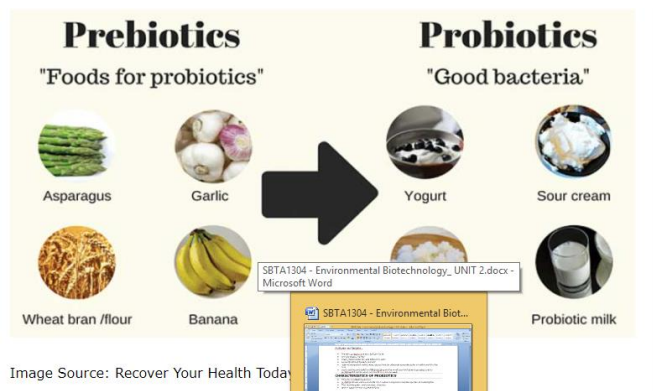 Prebiotics
Probiotics
"Foods for probiotics"
"Good bacteria"
Asparagus
Garlic
Yogurt
Sour cream
SBTA1304 - Environmental Biotechnology_ UNIT 2.docx -
Microsoft Word
SBTA1304 - Environmental Biot...
Wheat bran /flour
Banana
Probiotic milk
Image Source: Recover Your Health Today